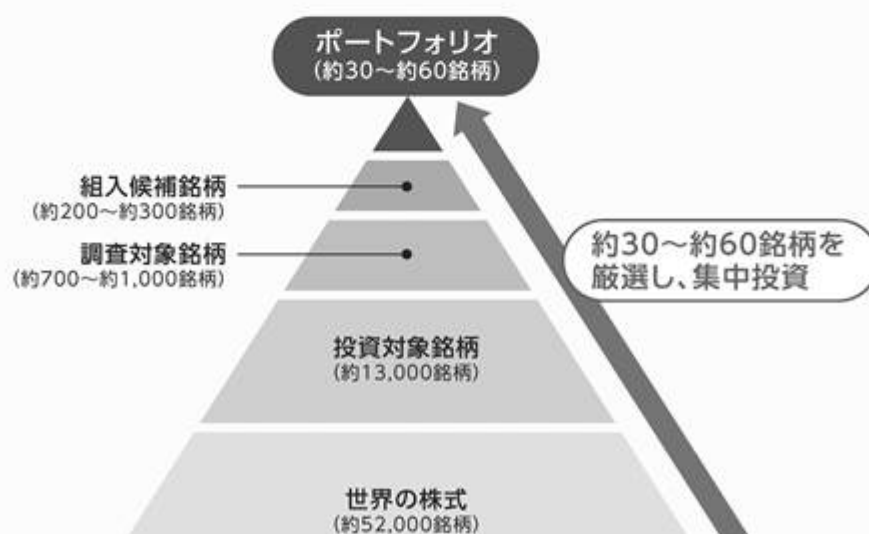 ポートフォリオ
(約30～約60銘柄)
組入候補銘柄
(約200～約300銘柄)
調査対象銘柄
(約700～約1,000銘柄)
約30～約60銘柄を
厳選し、集中投資
投資対象銘柄
(約13,000銘柄)
世界の株式
(約52,000銘柄)